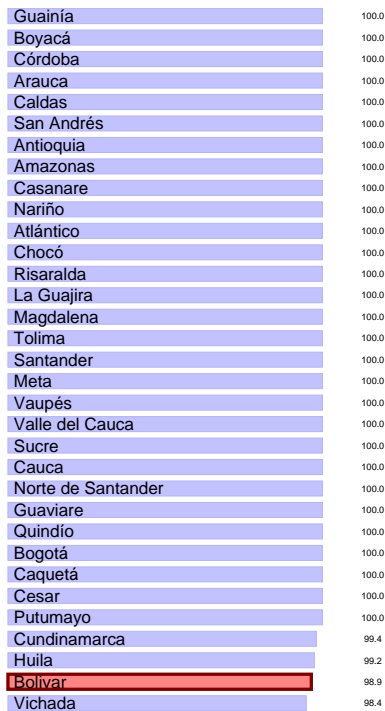 Guainía 100.0
Boyacá 100.0
Córdoba 100.0
Arauca 100.0
Caldas 100.0
San Andrés 100.0
Antioquia 100.0
Amazonas 100.0
Casanare 100.0
Nariño 100.0
Atlántico 100.0
Chocó 100.0
Risaralda 100.0
La Guajira 100.0
Magdalena 100.0
Tolima 100.0
Santander 100.0
Meta 100.0
Vaupés 100.0
Valle del Cauca 100.0
Sucre 100.0
Cauca 100.0
Norte de Santander 100.0
Guaviare 100.0
Quindío 100.0
Bogotá 100.0
Caquetá 100.0
Cesar 100.0
Putumayo 100.0
Cundinamarca 99.4
Huila 99.2
Bolivar 98.9
Vichada 98.4